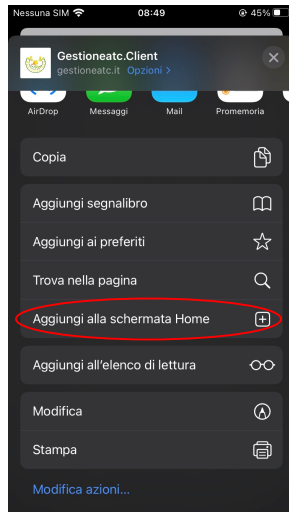 Nessuna SIM 08:49 45%
Gestioneatc.Client
gestioneatc.it Opzioni >
AirDrop Messaggi Mail Promemoria
Copia
Aggiungi segnalibro
Aggiungi ai preferiti
Trova nella pagina
Aggiungi alla schermata Home
Aggiungi all'elenco di lettura
Modifica
Stampa
Modifica azioni...